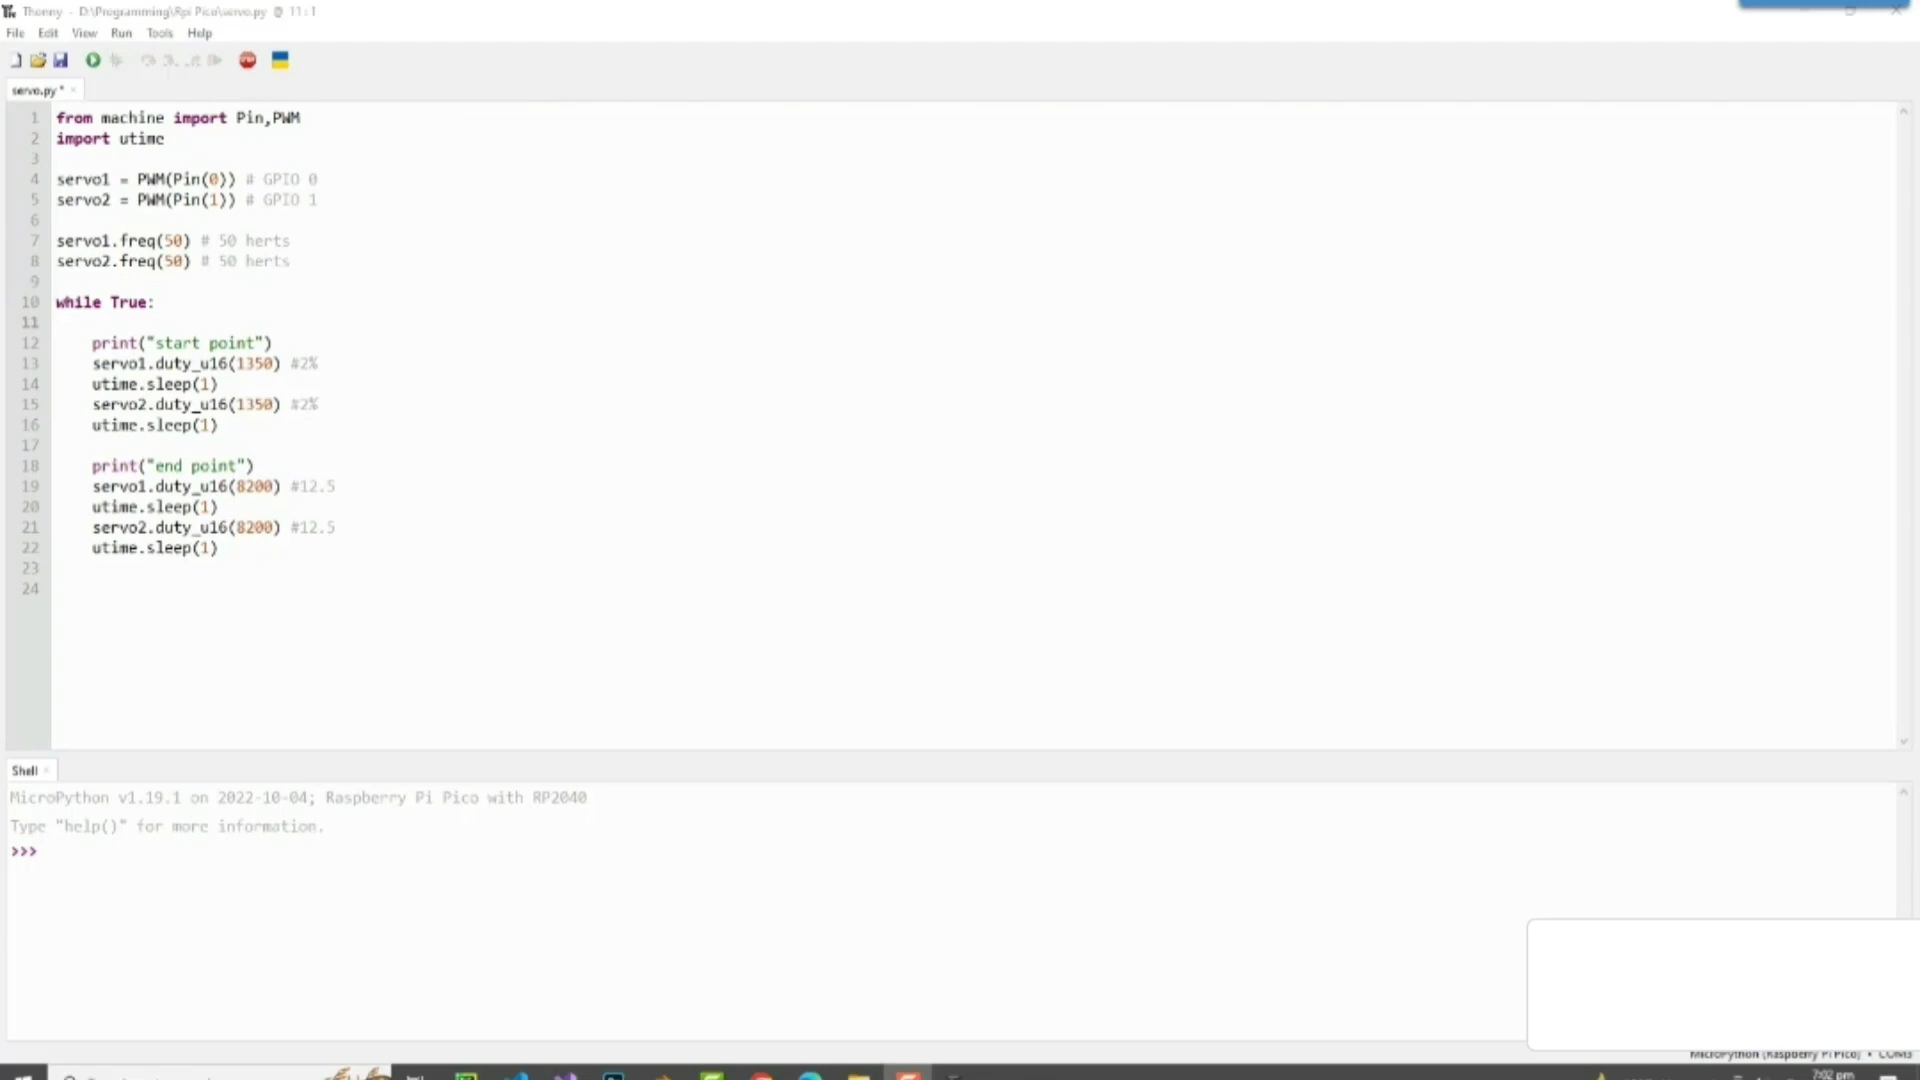 Thonny - D:\Programming\Rpi Pico\servo.py @ 11:1
File Edit View Run Tools Help
servo.py *
1 from machine import Pin,PWM
2 import utime
3
4 servo1 = PWM(Pin(0)) # GPIO 0
5 servo2 = PWM(Pin(1)) # GPIO 1
6
7 servo1.freq(50) # 50 herts
8 servo2.freq(50) # 50 herts
9
10 while True:
11
12 print("start point")
13 servo1.duty_u16(1350) #2%
14 utime.sleep(1)
15 servo2.duty_u16(1350) #2%
16 utime.sleep(1)
17
18 print("end point")
19 servo1.duty_u16(8200) #12.5
20 utime.sleep(1)
21 servo2.duty_u16(8200) #12.5
22 utime.sleep(1)
23
24
Shell
MicroPython v1.19.1 on 2022-10-04; Raspberry Pi Pico with RP2040
Type "help()" for more information.
>>>
MicroPython (Raspberry Pi Pico) • COM3
7:02 pm